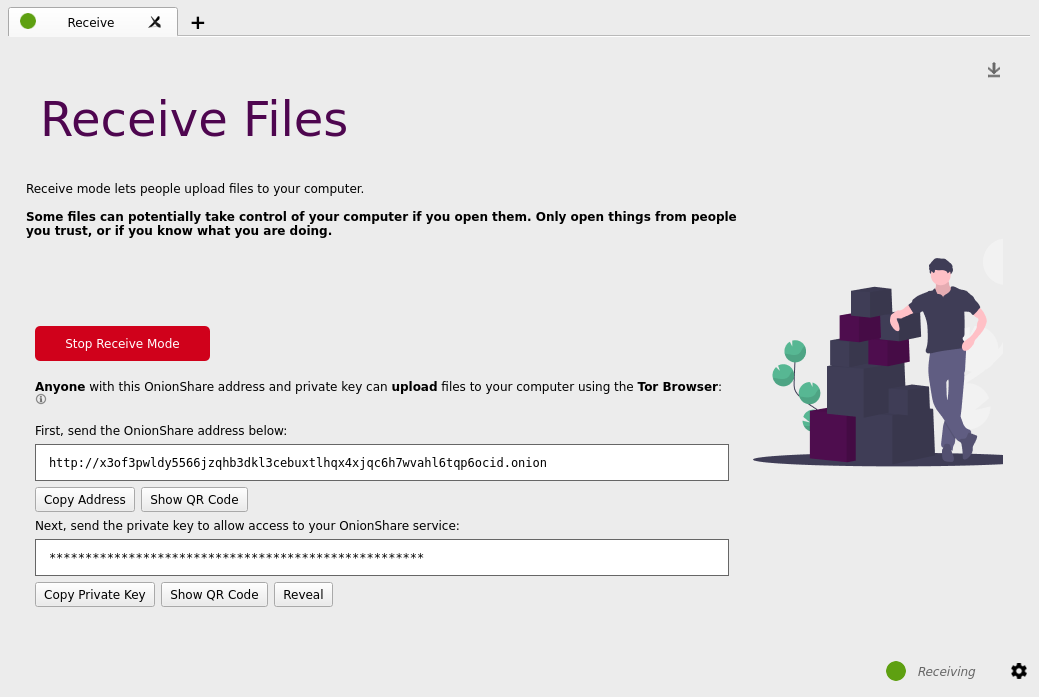 Receive
Receive Files
Receive mode lets people upload files to your computer.
Some files can potentially take control of your computer if you open them. Only open things from people
you trust, or if you know what you are doing.
Stop Receive Mode
Anyone with this OnionShare address and private key can upload files to your computer using the Tor Browser:
First, send the OnionShare address below:
http://x3of3pwldy5566jzqhb3dkl3cebuxtlhqx4xjqc6h7wvahl6tqp6ocid.onion
Copy Address Show QR Code
Next, send the private key to allow access to your OnionShare service:
****************************************************
Copy Private Key Show QR Code Reveal
Receiving